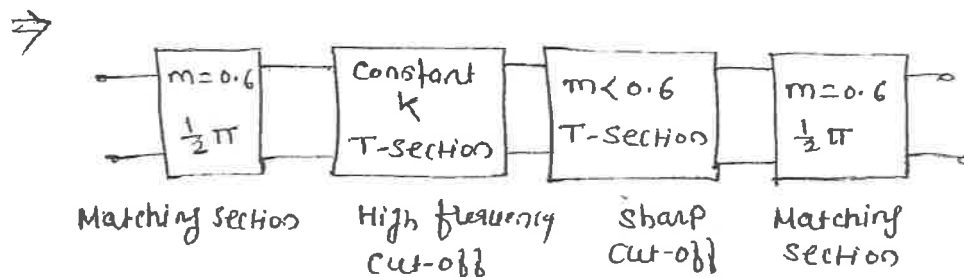 ⇒
m=0.6
½ π
Constant
K
T-section
m<0.6
T-section
m=0.6
½ π
Matching section
High frequency
cut-off
sharp
cut-off
Matching
section